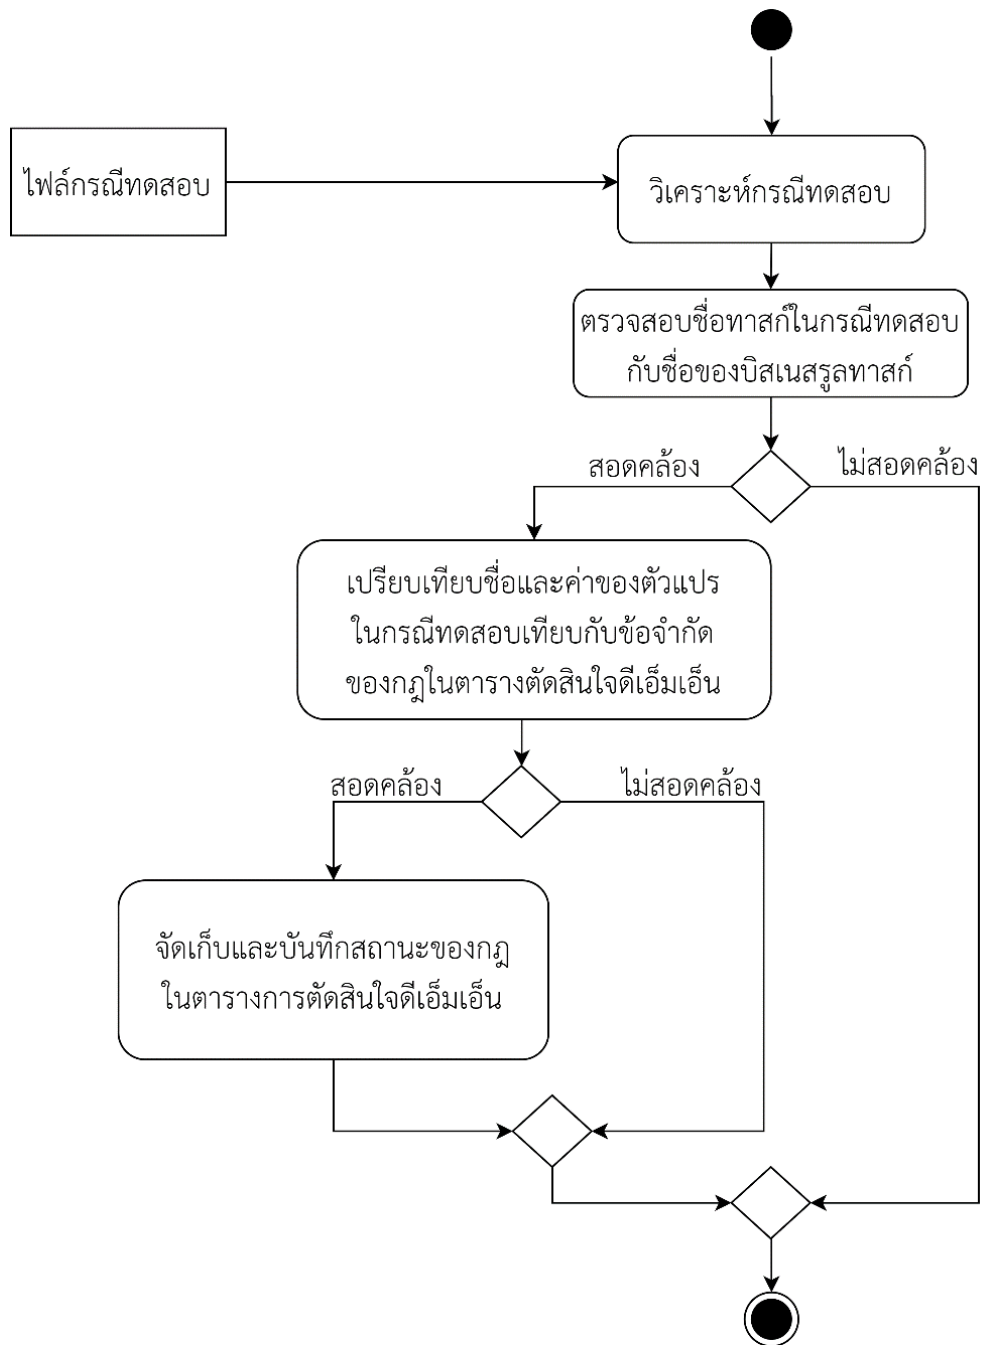 ไฟล์กรณีทดสอบ
วิเคราะห์กรณีทดสอบ
ตรวจสอบชื่อทาสก์ในกรณีทดสอบ
กับชื่อของบิสเนสรูลทาสก์
สอดคล้อง
ไม่สอดคล้อง
เปรียบเทียบชื่อและค่าของตัวแปร
ในกรณีทดสอบเทียบกับข้อจำกัด
ของกฎในตารางตัดสินใจดีเอ็มเอ็น
สอดคล้อง
ไม่สอดคล้อง
จัดเก็บและบันทึกสถานะของกฎ
ในตารางการตัดสินใจดีเอ็มเอ็น